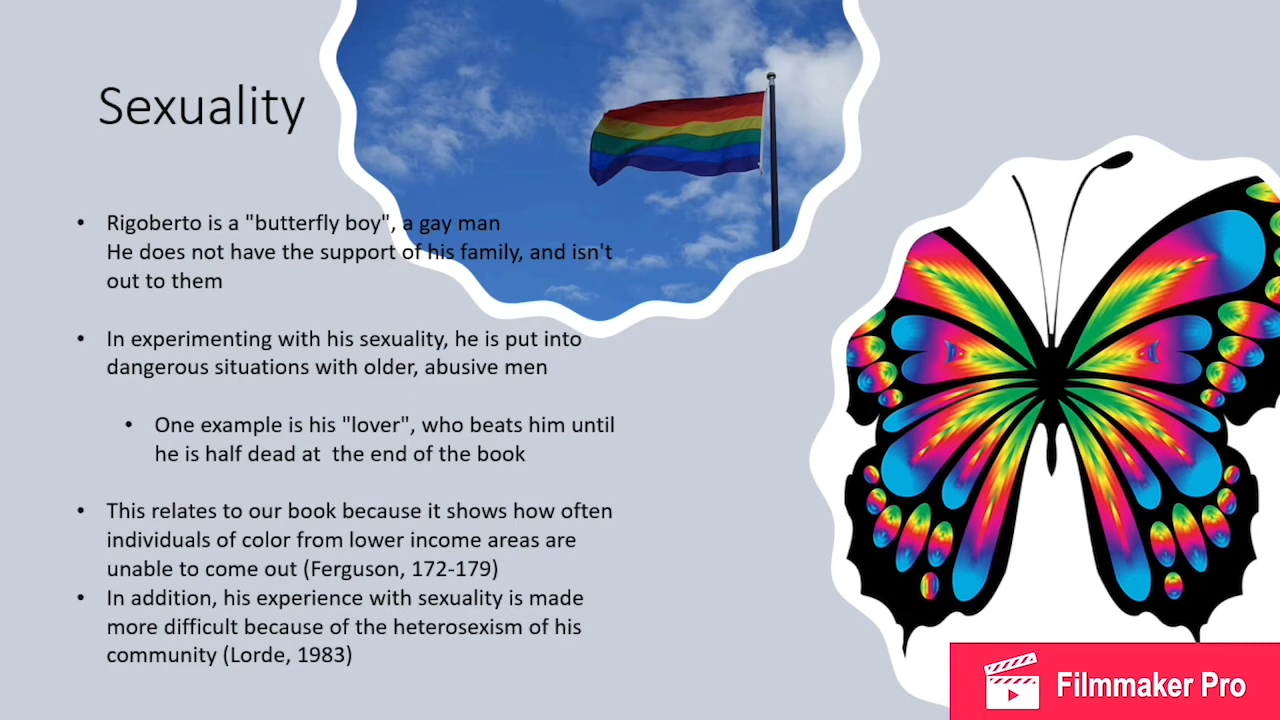 Sexuality
• Rigoberto is a "butterfly boy", a gay man
He does not have the support of his family, and isn't
out to them
• In experimenting with his sexuality, he is put into
dangerous situations with older, abusive men
• One example is his "lover", who beats him until
he is half dead at  the end of the book
• This relates to our book because it shows how often
individuals of color from lower income areas are
unable to come out (Ferguson, 172-179)
• In addition, his experience with sexuality is made
more difficult because of the heterosexism of his
community (Lorde, 1983)
Filmmaker Pro